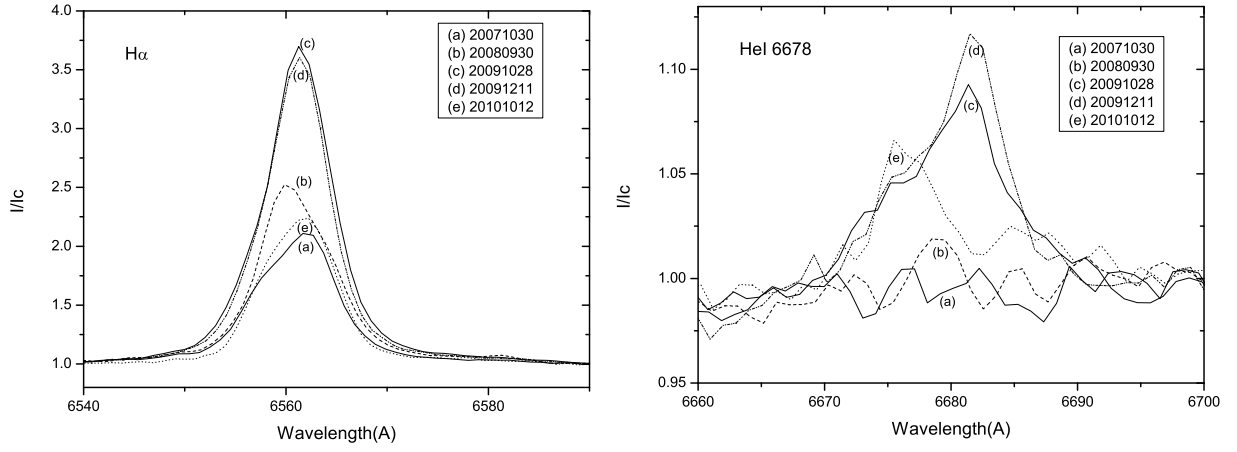 4.0
3.5
3.0
2.5
2.0
1.5
1.0
I/Ic
Hα
(a) 20071030
(b) 20080930
(c) 20091028
(d) 20091211
(e) 20101012
(c)
(d)
(b)
(e)
(a)
6540
6560
6580
Wavelength(A)
1.10
1.05
1.00
0.95
I/Ic
HeI 6678
(a) 20071030
(b) 20080930
(c) 20091028
(d) 20091211
(e) 20101012
(d)
(c)
(e)
(b)
(a)
6660
6670
6680
6690
6700
Wavelength(A)